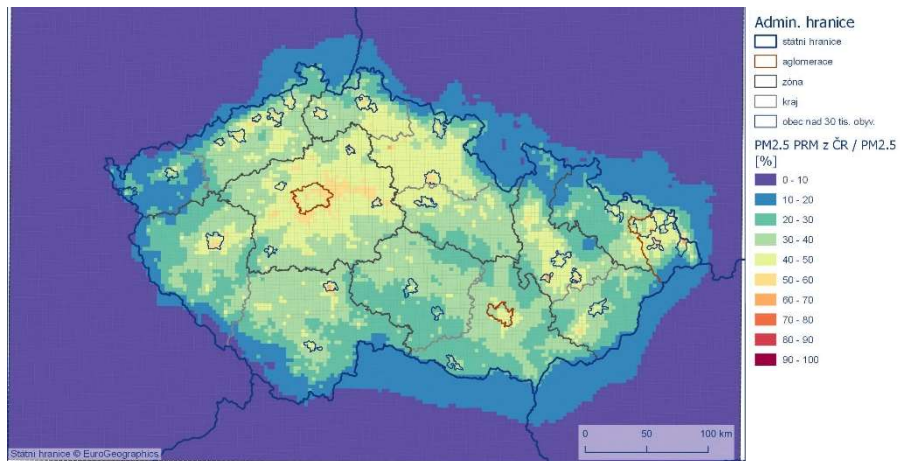 Admin. hranice
státní hranice
aglomerace
zóna
kraj
obec nad 30 tis. obyv.
PM2.5 PRM z ČR / PM2.5
[%]
0 - 10
10 - 20
20 - 30
30 - 40
40 - 50
50 - 60
60 - 70
70 - 80
80 - 90
90 - 100
0 50 100 km
Státní hranice © EuroGeographics